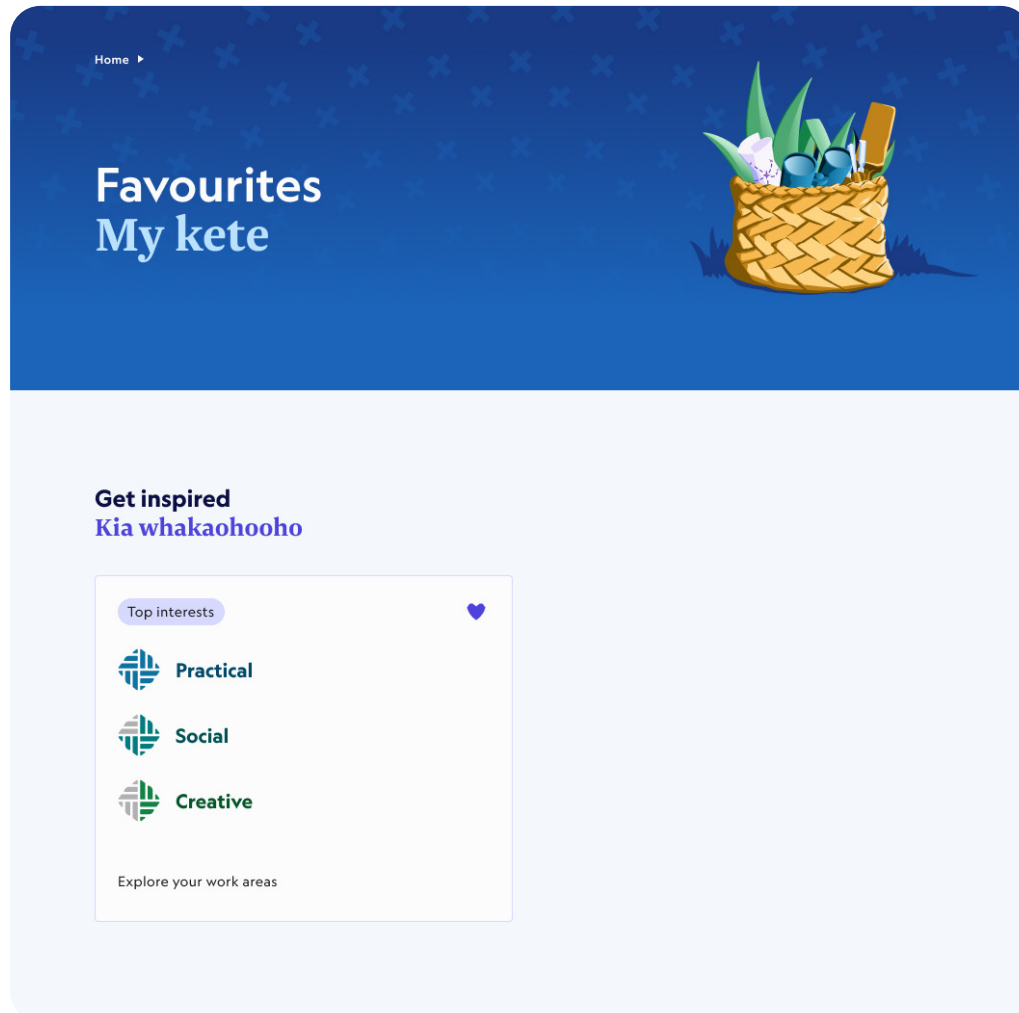 Home
Favourites
My kete
Get inspired
Kia whakaohooho
Top interests
Practical
Social
Creative
Explore your work areas